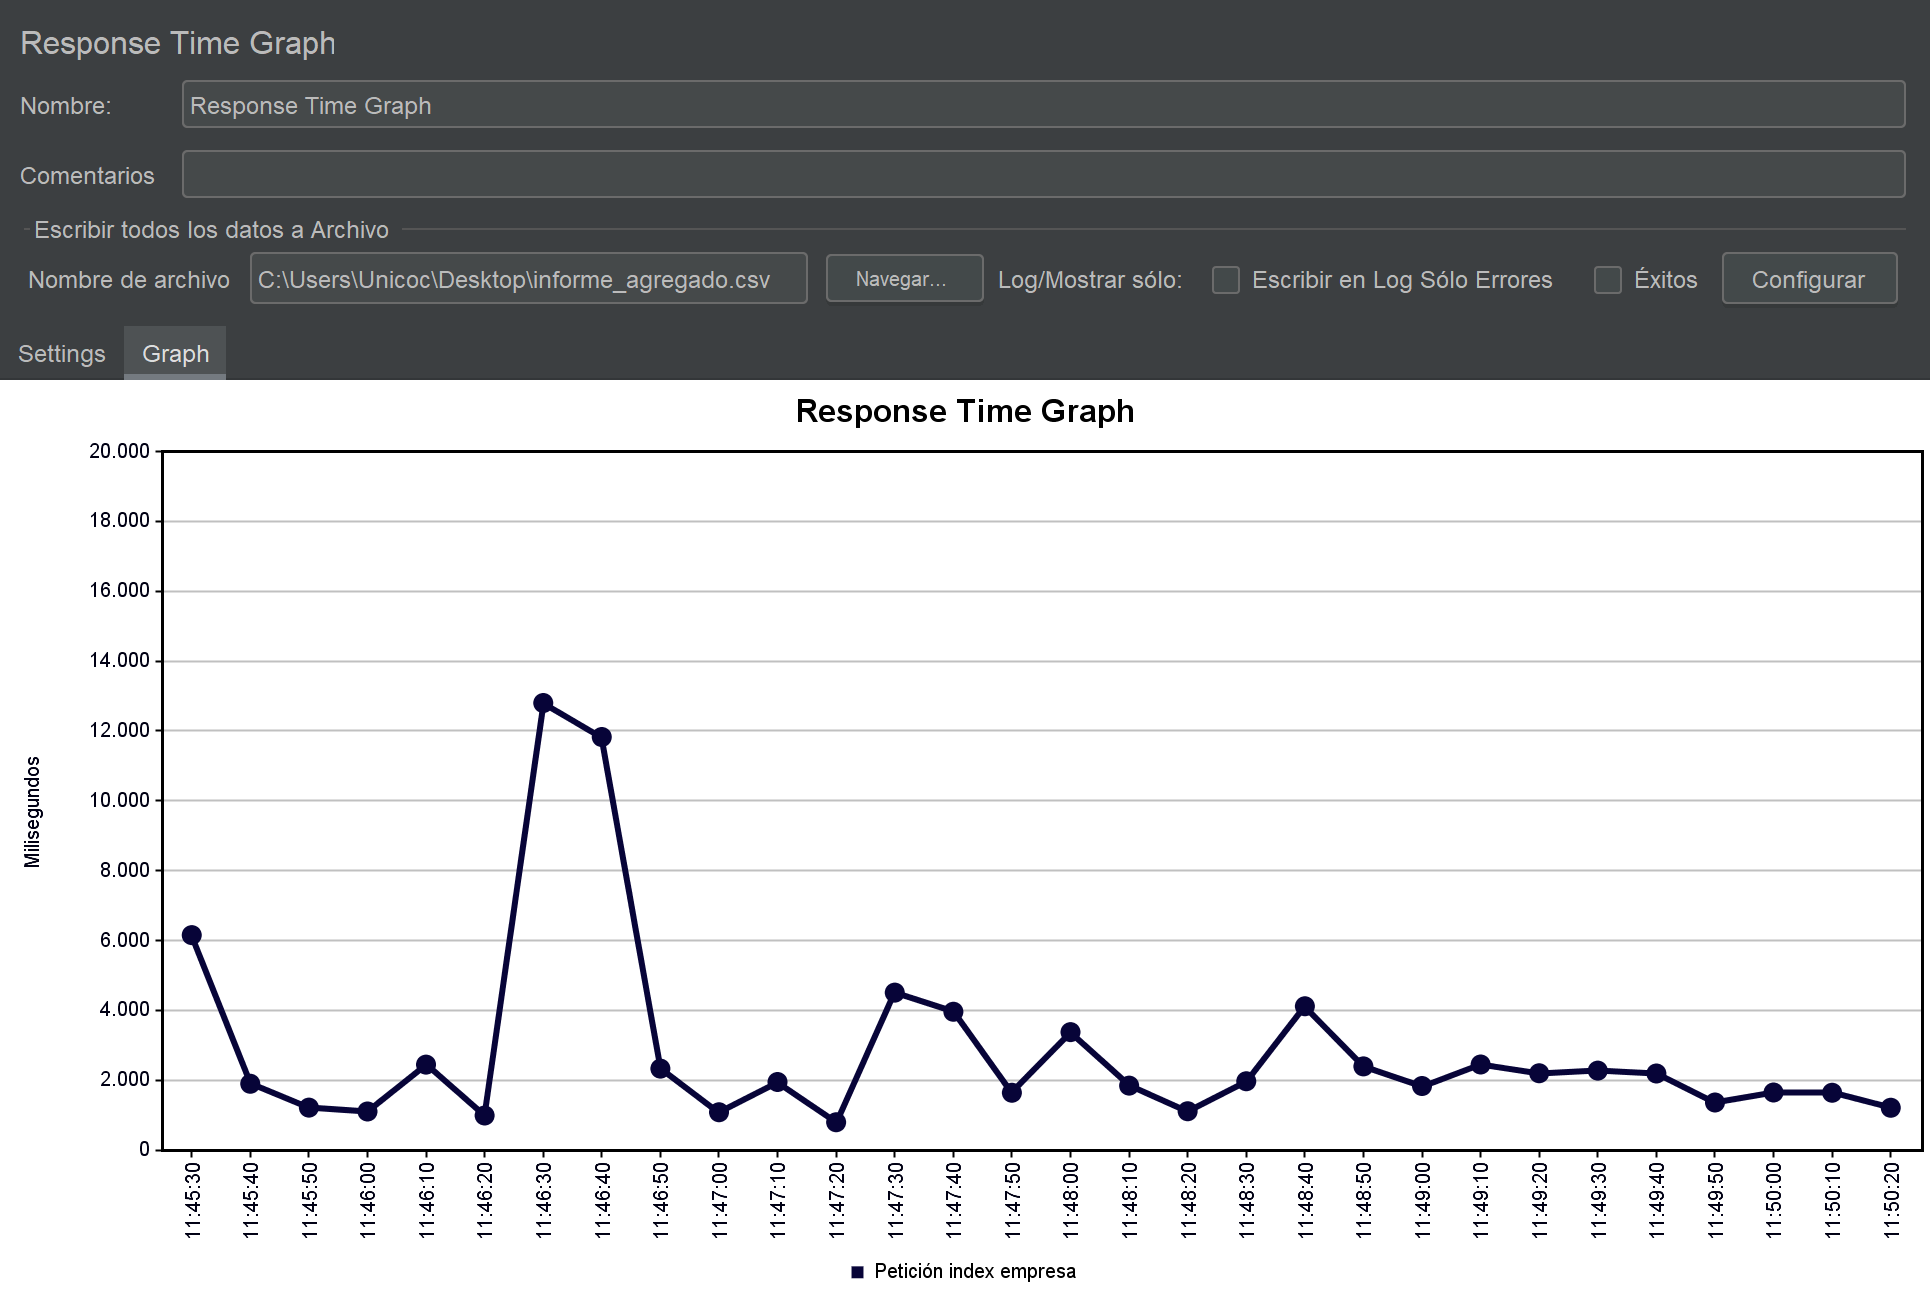 Response Time Graph
Nombre: Response Time Graph
Comentarios
Escribir todos los datos a Archivo
Nombre de archivo C:\Users\Unicoc\Desktop\informe_agregado.csv Navegar... Log/Mostrar sólo: Escribir en Log Sólo Errores Éxitos Configurar
Settings Graph
Response Time Graph
20.000
18.000
16.000
14.000
12.000
10.000
8.000
6.000
4.000
2.000
0
Milisegundos
11:45:30 11:45:40 11:45:50 11:46:00 11:46:10 11:46:20 11:46:30 11:46:40 11:46:50 11:47:00 11:47:10 11:47:20 11:47:30 11:47:40 11:47:50 11:48:00 11:48:10 11:48:20 11:48:30 11:48:40 11:48:50 11:49:00 11:49:10 11:49:20 11:49:30 11:49:40 11:49:50 11:50:00 11:50:10 11:50:20
Petición index empresa